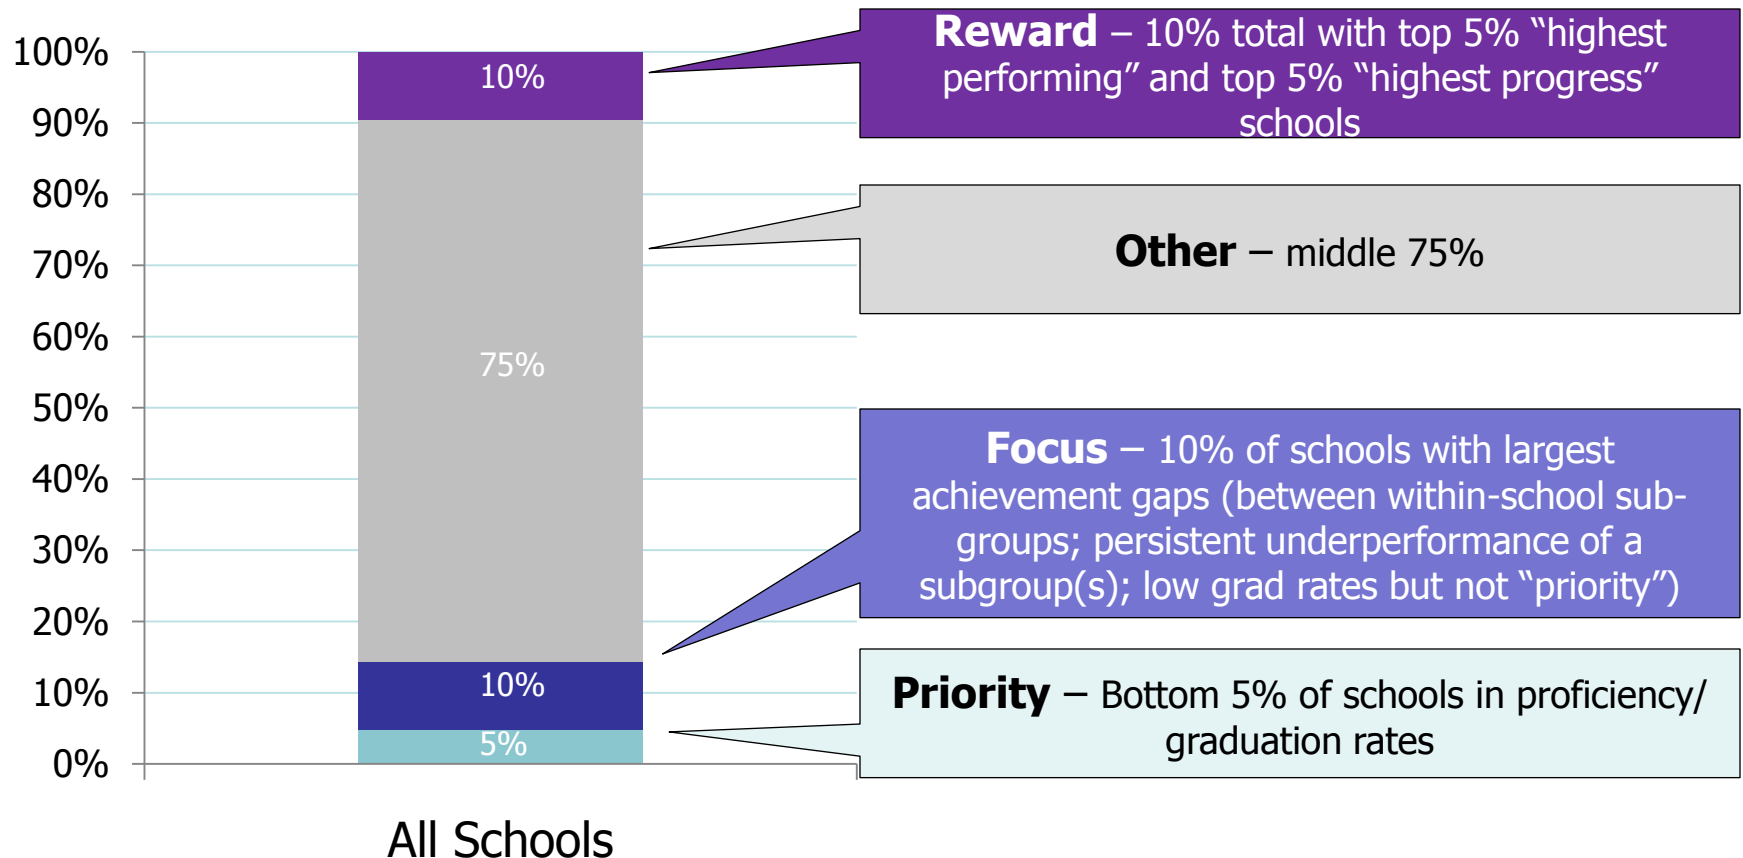 100%
90%
80%
70%
60%
50%
40%
30%
20%
10%
0%
10%
75%
10%
5%
All Schools
Reward – 10% total with top 5% “highest
performing” and top 5% “highest progress”
schools
Other – middle 75%
Focus – 10% of schools with largest
achievement gaps (between within-school sub-
groups; persistent underperformance of a
subgroup(s); low grad rates but not “priority”)
Priority – Bottom 5% of schools in proficiency/
graduation rates